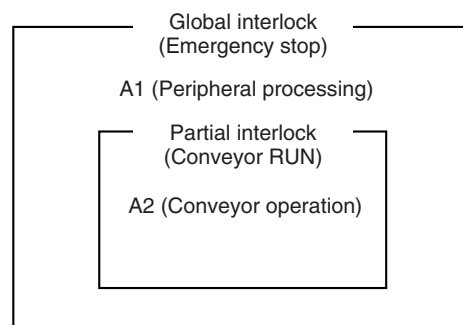 Global interlock
(Emergency stop)
A1 (Peripheral processing)
Partial interlock
(Conveyor RUN)
A2 (Conveyor operation)